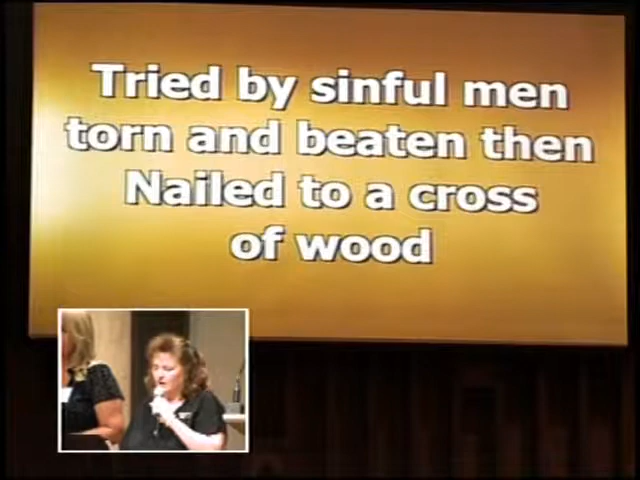 Tried by sinful men
torn and beaten then
Nailed to a cross
of wood